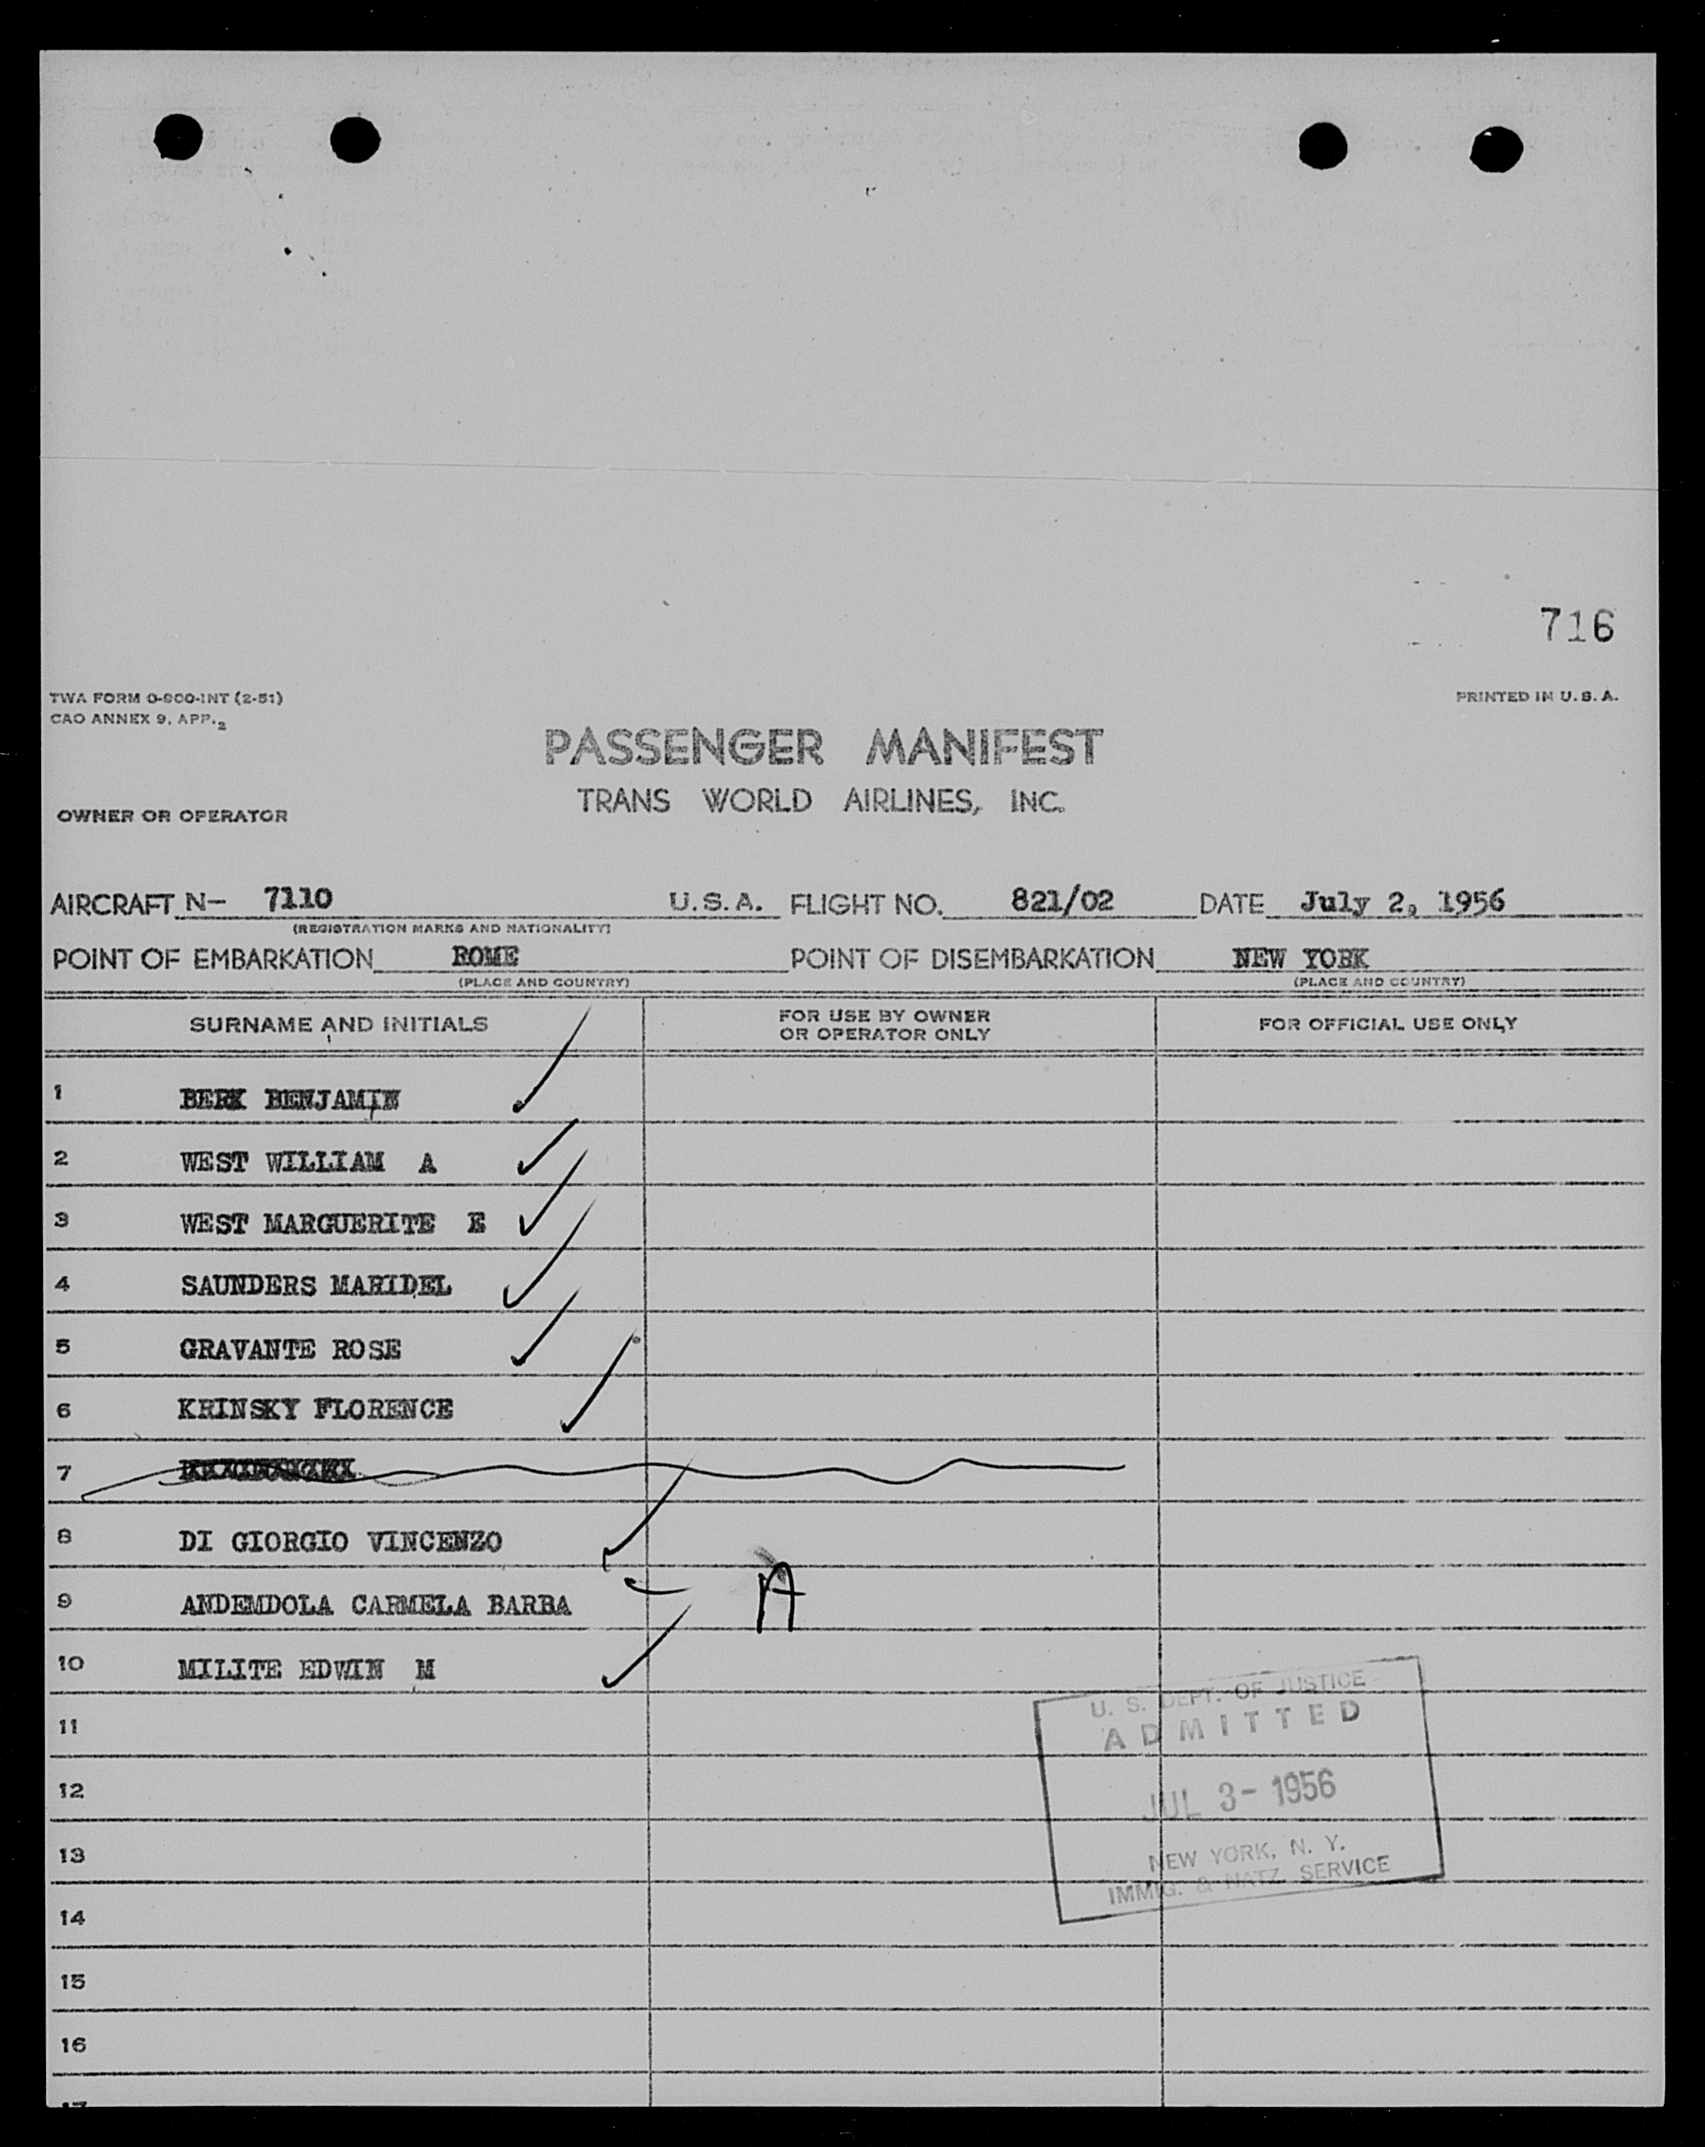 716
TWA FORM O-900-INT (2-51)
CAO ANNEX 9, APP. 2
PRINTED IN U.S.A.
PASSENGER MANIFEST
TRANS WORLD AIRLINES, INC.
OWNER OR OPERATOR
AIRCRAFT N- 7110 U.S.A. FLIGHT NO. 821/02 DATE July 2, 1956
(REGISTRATION MARKS AND NATIONALITY)
POINT OF EMBARKATION ROME POINT OF DISEMBARKATION NEW YORK
(PLACE AND COUNTRY) (PLACE AND COUNTRY)
SURNAME AND INITIALS FOR USE BY OWNER OR OPERATOR ONLY FOR OFFICIAL USE ONLY
1 BERK BENJAMIN
2 WEST WILLIAM A
3 WEST MARGUERITE E
4 SAUNDERS MARIDEL
5 GRAVANTE ROSE
6 KRINSKY FLORENCE
7
8 DI GIORGIO VINCENZO
9 ANDEMDOLA CARMELA BARBA A
10 MILITE EDWIN M
11
12
13
14
15
16
U. S. DEPT. OF JUSTICE
ADMITTED
JUL 3- 1956
NEW YORK, N. Y.
IMMIG. & NATZ. SERVICE